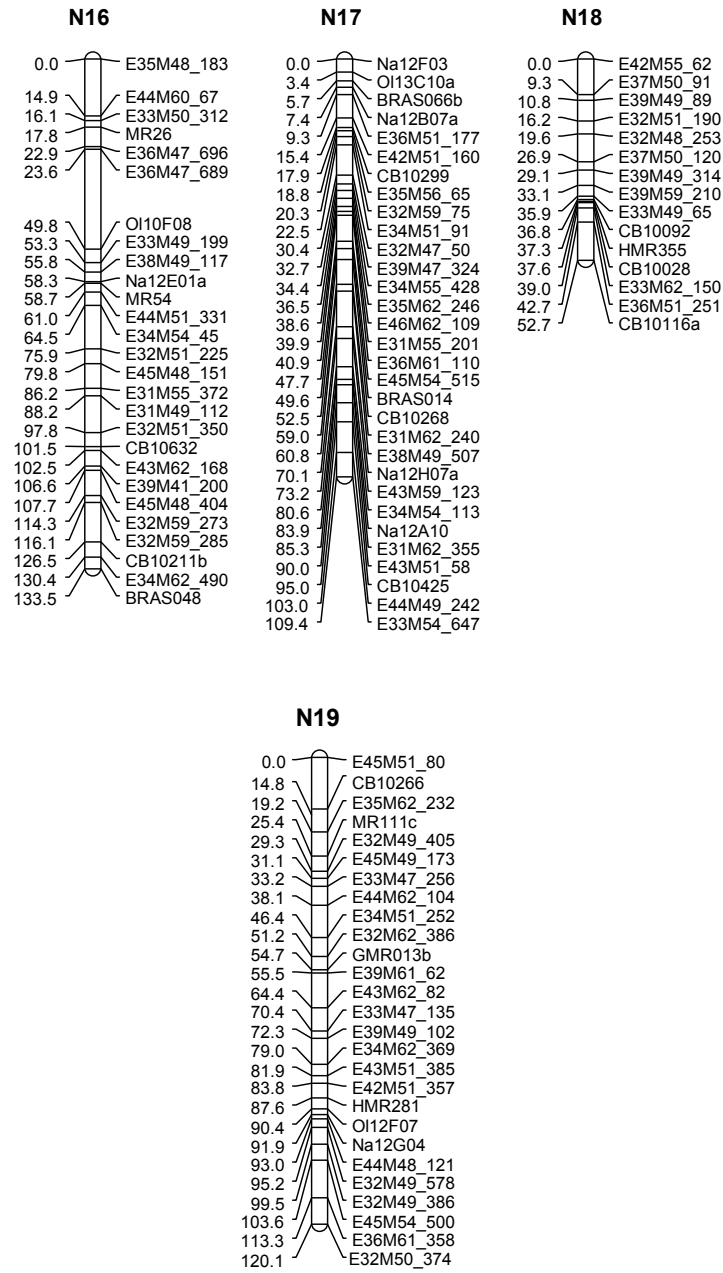 N16
0.0 E35M48_183
14.9 E44M60_67
16.1 E33M50_312
17.8 MR26
22.9 E36M47_696
23.6 E36M47_689
49.8 Ol10F08
53.3 E33M49_199
55.8 E38M49_117
58.3 Na12E01a
58.7 MR54
61.0 E44M51_331
64.5 E34M54_45
75.9 E32M51_225
79.8 E45M48_151
86.2 E31M55_372
88.2 E31M49_112
97.8 E32M51_350
101.5 CB10632
102.5 E43M62_168
106.6 E39M41_200
107.7 E45M48_404
114.3 E32M59_273
116.1 E32M59_285
126.5 CB10211b
130.4 E34M62_490
133.5 BRAS048
N17
0.0 Na12F03
3.4 Ol13C10a
5.7 BRAS066b
7.4 Na12B07a
9.3 E36M51_177
15.4 E42M51_160
17.9 CB10299
18.8 E35M56_65
20.3 E32M59_75
22.5 E34M51_91
30.4 E32M47_50
32.7 E39M47_324
34.4 E34M55_428
36.5 E35M62_246
38.6 E46M62_109
39.9 E31M55_201
40.9 E36M61_110
47.7 E45M54_515
49.6 BRAS014
52.5 CB10268
59.0 E31M62_240
60.8 E38M49_507
70.1 Na12H07a
73.2 E43M59_123
80.6 E34M54_113
83.9 Na12A10
85.3 E31M62_355
90.0 E43M51_58
95.0 CB10425
103.0 E44M49_242
109.4 E33M54_647
N18
0.0 E42M55_62
9.3 E37M50_91
10.8 E39M49_89
16.2 E32M51_190
19.6 E32M48_253
26.9 E37M50_120
29.1 E39M49_314
33.1 E39M59_210
35.9 E33M49_65
36.8 CB10092
37.3 HMR355
37.6 CB10028
39.0 E33M62_150
42.7 E36M51_251
52.7 CB10116a
N19
0.0 E45M51_80
14.8 CB10266
19.2 E35M62_232
25.4 MR111c
29.3 E32M49_405
31.1 E45M49_173
33.2 E33M47_256
38.1 E44M62_104
46.4 E34M51_252
51.2 E32M62_386
54.7 GMR013b
55.5 E39M61_62
64.4 E43M62_82
70.4 E33M47_135
72.3 E39M49_102
79.0 E34M62_369
81.9 E43M51_385
83.8 E42M51_357
87.6 HMR281
90.4 Ol12F07
91.9 Na12G04
93.0 E44M48_121
95.2 E32M49_578
99.5 E32M49_386
103.6 E45M54_500
113.3 E36M61_358
120.1 E32M50_374